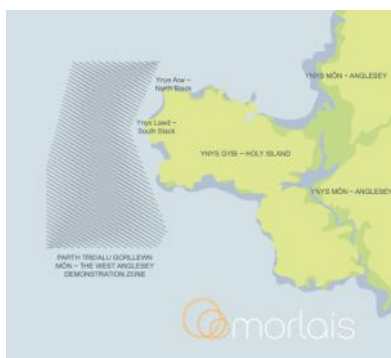 Ynys Arw –
North Stack
YNYS MÔN – ANGLESEY
Ynys Lawd –
South Stack
YNYS GYBI – HOLY ISLAND
YNYS MÔN – ANGLESEY
PARTH TREIALU GORLLEWIN
MÔN – THE WEST ANGLESEY
DEMONSTRATION ZONE
morlais